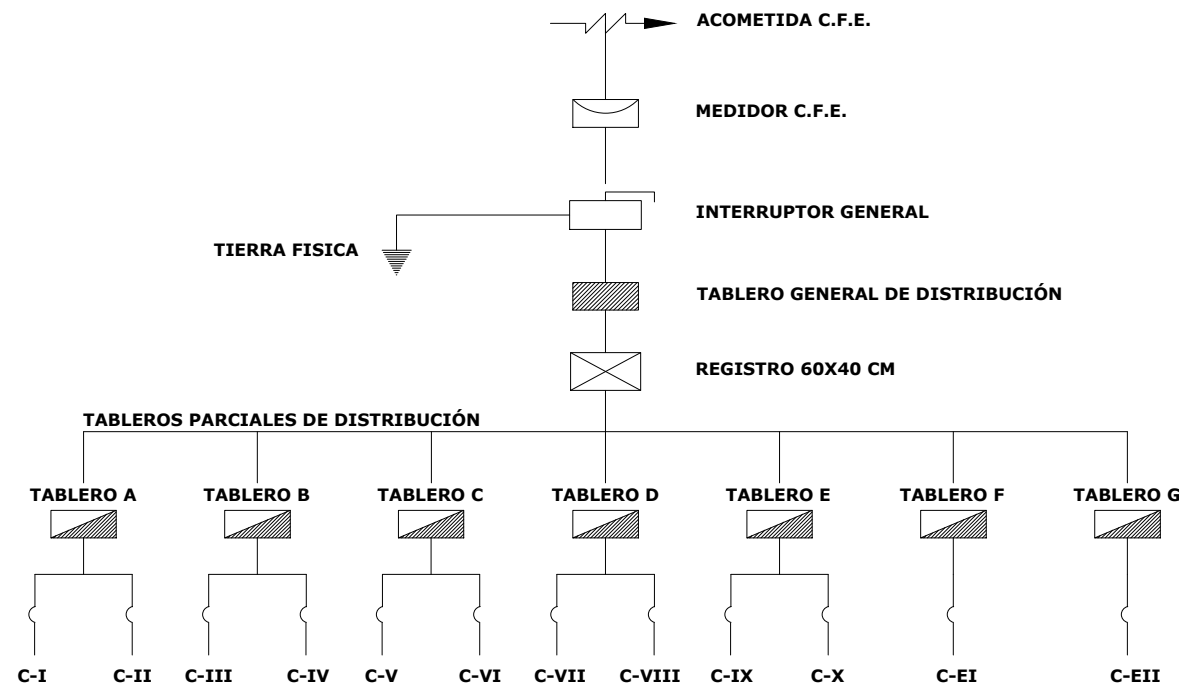 ACOMETIDA C.F.E.
MEDIDOR C.F.E.
INTERRUPTOR GENERAL
TIERRA FISICA
TABLERO GENERAL DE DISTRIBUCIÓN
REGISTRO 60X40 CM
TABLEROS PARCIALES DE DISTRIBUCIÓN
TABLERO A TABLERO B TABLERO C TABLERO D TABLERO E TABLERO F TABLERO G
C-I C-II C-III C-IV C-V C-VI C-VII C-VIII C-IX C-X C-EI C-EII